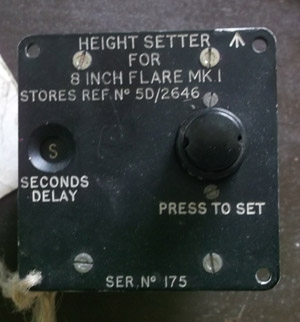 HEIGHT SETTER
FOR
8 INCH FLARE MK I
STORES REF. Nº 5D/2646
S
SECONDS
DELAY
PRESS TO SET
SER. Nº 175